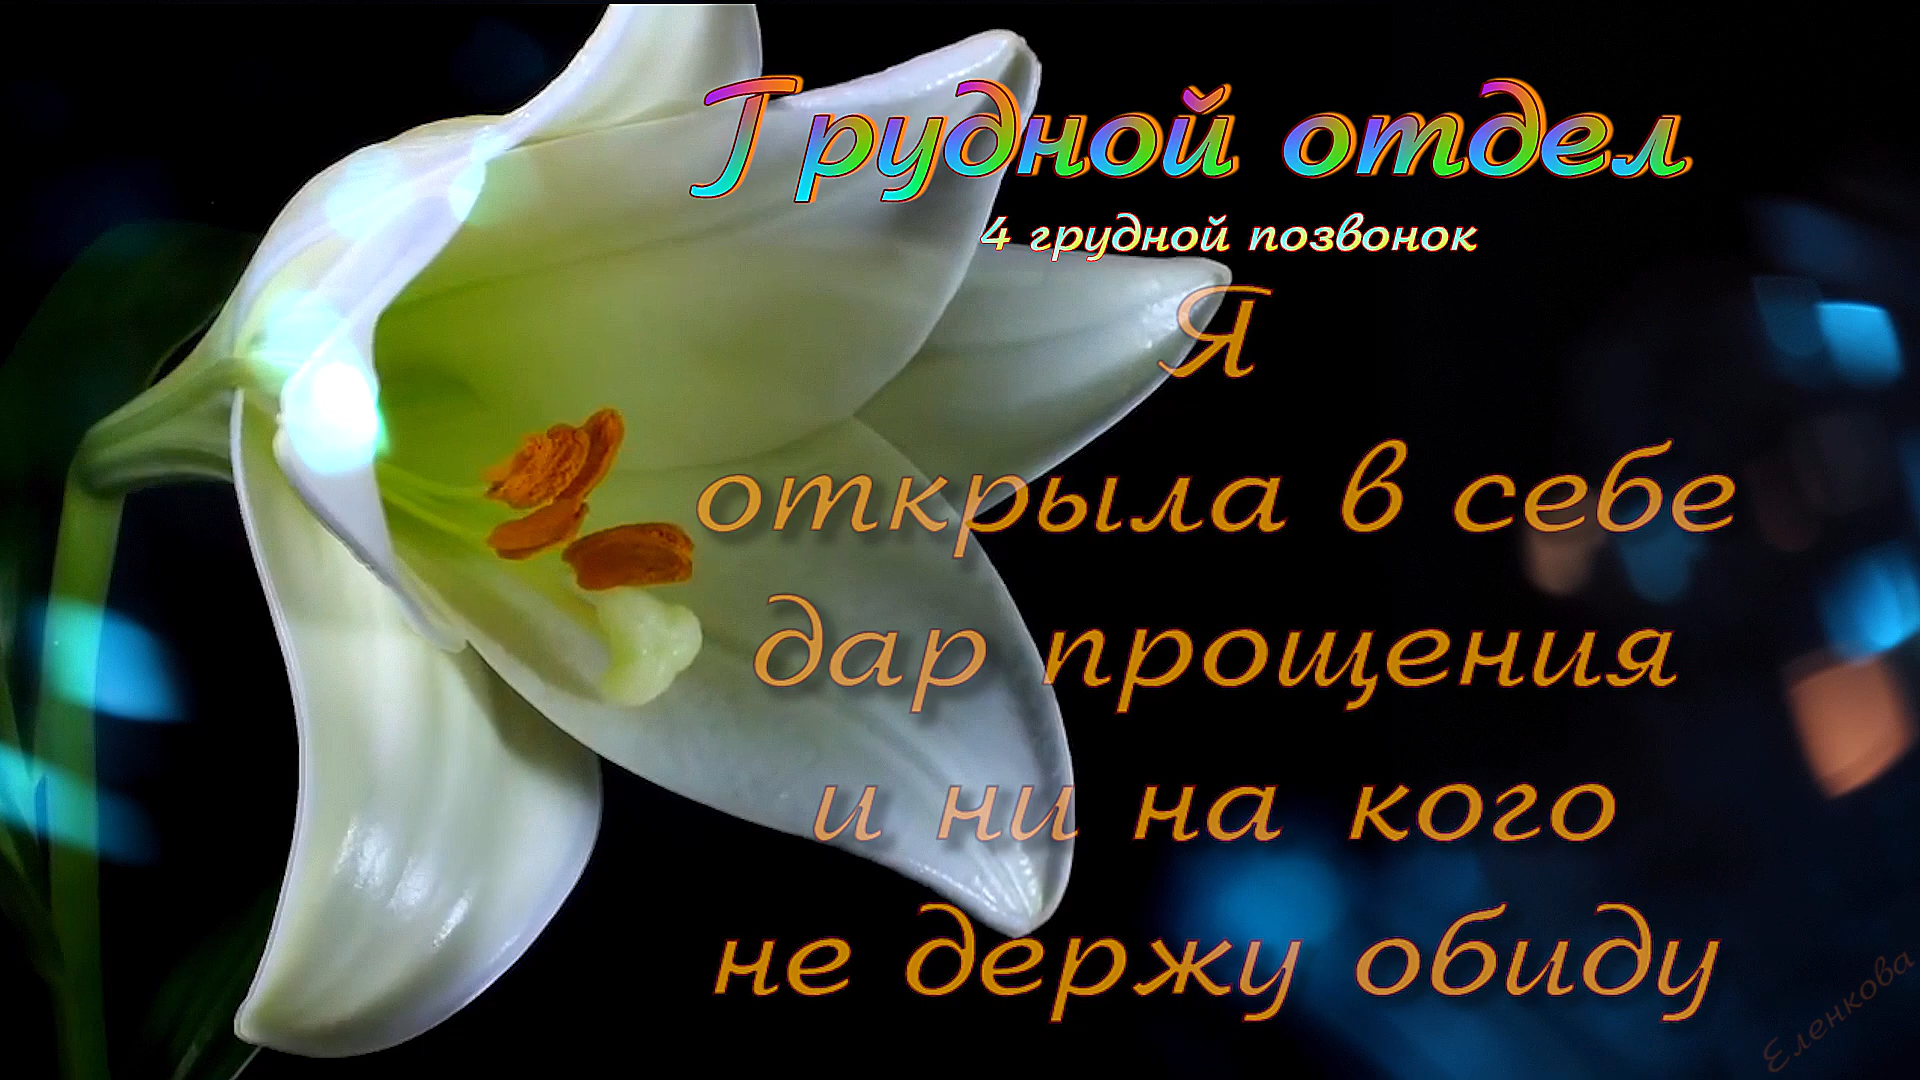 Грудной отдел
4 грудной позвонок
Я
открыла в себе
дар прощения
и ни на кого
не держу обиду
Еленкова